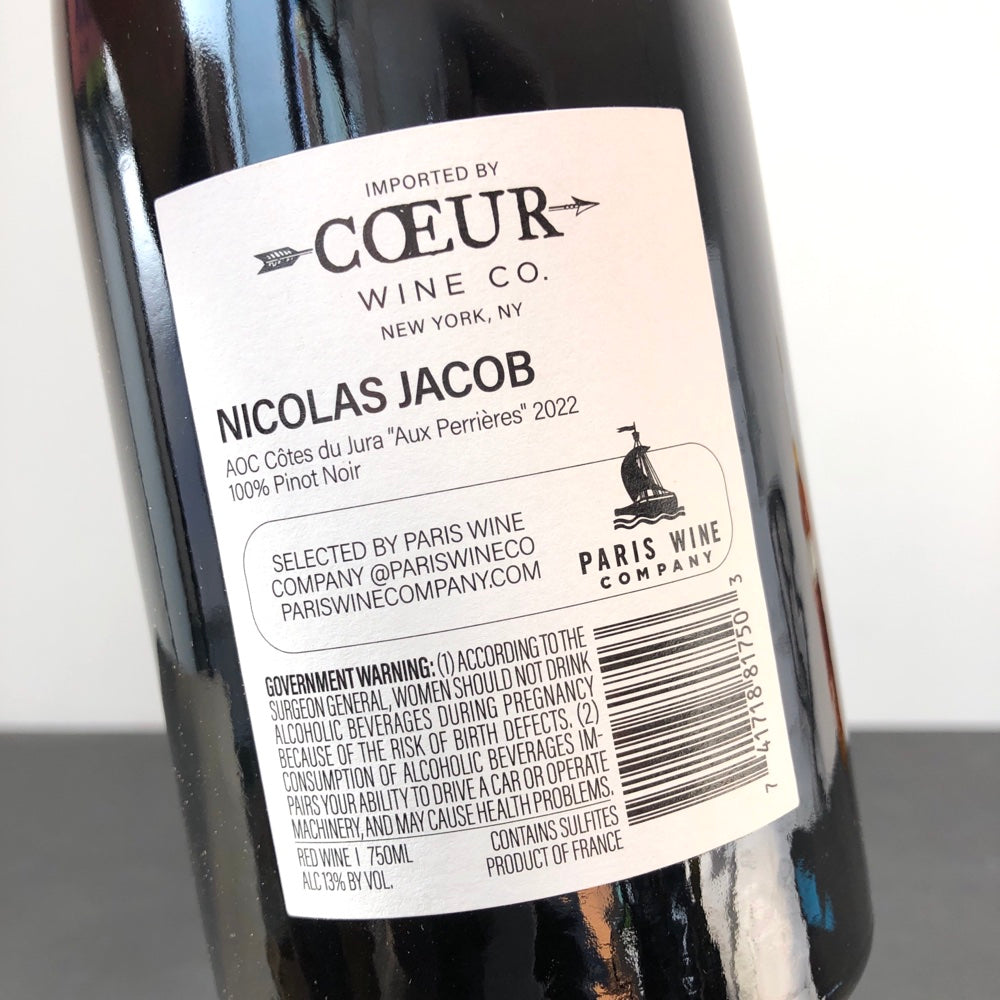 IMPORTED BY
CŒUR
WINE CO.
NEW YORK, NY
NICOLAS JACOB
AOC Côtes du Jura "Aux Perrières" 2022
100% Pinot Noir
SELECTED BY PARIS WINE
COMPANY @PARISWINECO
PARISWINECOMPANY.COM
PARIS WINE
COMPANY
GOVERNMENT WARNING: (1) ACCORDING TO THE
SURGEON GENERAL, WOMEN SHOULD NOT DRINK
ALCOHOLIC BEVERAGES DURING PREGNANCY
BECAUSE OF THE RISK OF BIRTH DEFECTS. (2)
CONSUMPTION OF ALCOHOLIC BEVERAGES IM-
PAIRS YOUR ABILITY TO DRIVE A CAR OR OPERATE
MACHINERY, AND MAY CAUSE HEALTH PROBLEMS.
RED WINE | 750ML
ALC 13% BY VOL.
CONTAINS SULFITES
PRODUCT OF FRANCE
7 41718 81750 3